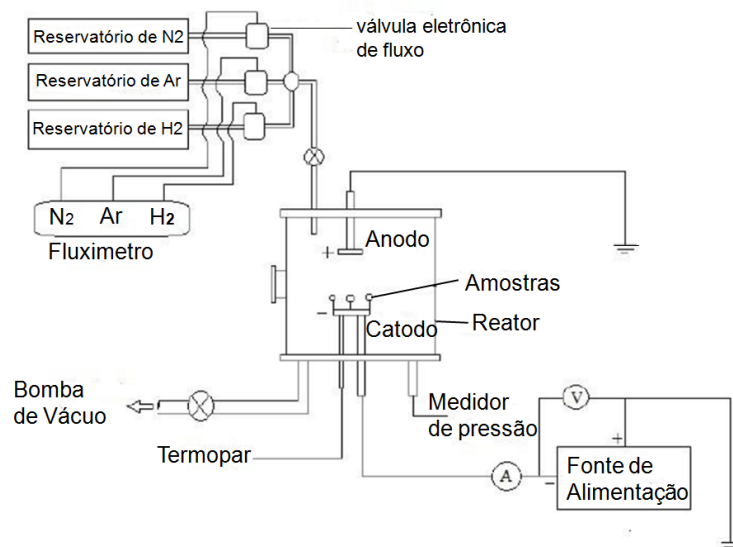 Reservatório de N2
válvula eletrônica
de fluxo
Reservatório de Ar
Reservatório de H2
N2 Ar H2
Fluximetro
+
Anodo
Amostras
-
Catodo
Reator
Bomba
de Vácuo
Medidor
de pressão
Termopar
V
+
A
-
Fonte de
Alimentação